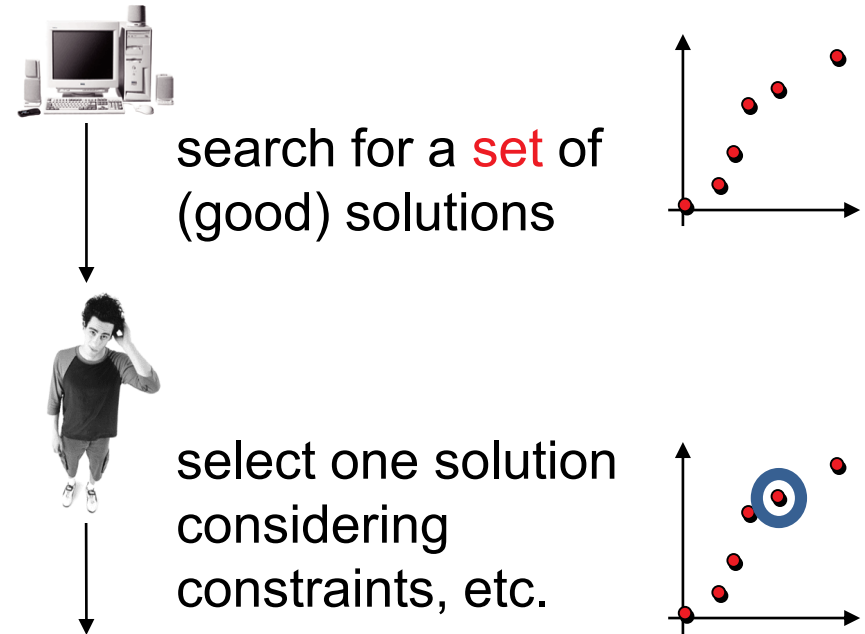 search for a set of
(good) solutions
select one solution
considering
constraints, etc.